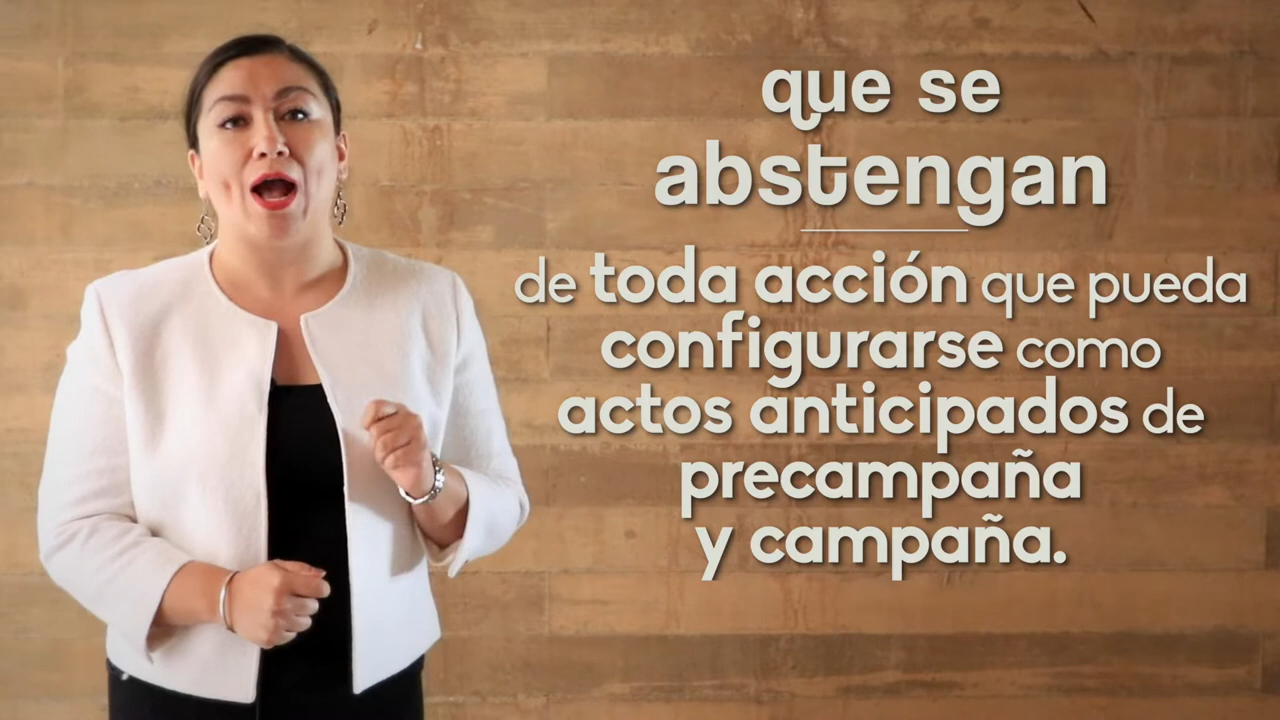 que se
abstengan
de toda acción que pueda
configurarse como
actos anticipados de
precampaña
y campaña.